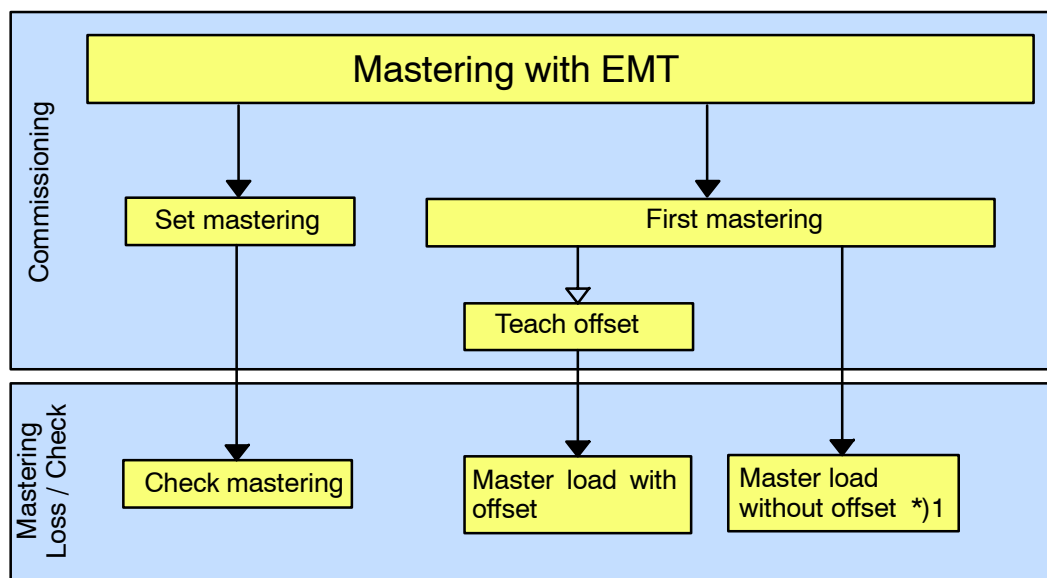 Mastering with EMT
Commissioning
Set mastering
First mastering
Teach offset
Mastering
Loss / Check
Check mastering
Master load with
offset
Master load
without offset *)1